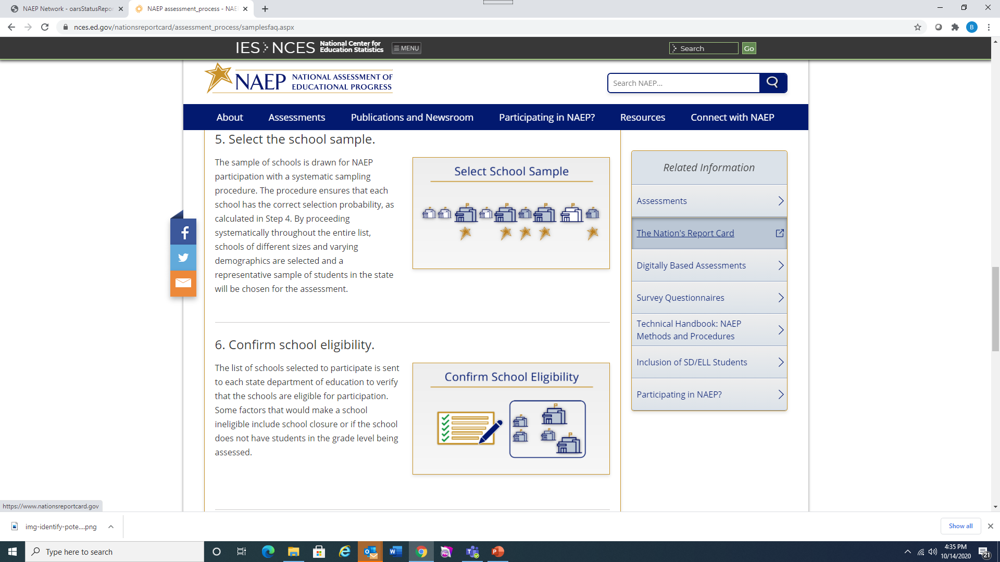 NAEP Network - oarsStatusRepor
NAEP assessment_process - NAE
nces.ed.gov/nationsreportcard/assessment_process/samplesfaq.aspx
B
IES NCES National Center for
Education Statistics
MENU
Search
Go
NAEP NATIONAL ASSESSMENT OF
EDUCATIONAL PROGRESS
Search NAEP...
About
Assessments
Publications and Newsroom
Participating in NAEP?
Resources
Connect with NAEP
5. Select the school sample.
The sample of schools is drawn for NAEP
participation with a systematic sampling
procedure. The procedure ensures that each
school has the correct selection probability, as
calculated in Step 4. By proceeding
systematically throughout the entire list,
schools of different sizes and varying
demographics are selected and a
representative sample of students in the state
will be chosen for the assessment.
Select School Sample
6. Confirm school eligibility.
The list of schools selected to participate is sent
to each state department of education to verify
that the schools are eligible for participation.
Some factors that would make a school
ineligible include school closure or if the school
does not have students in the grade level being
assessed.
Confirm School Eligibility
Related Information
Assessments
The Nation's Report Card
Digitally Based Assessments
Survey Questionnaires
Technical Handbook: NAEP
Methods and Procedures
Inclusion of SD/ELL Students
Participating in NAEP?
https://www.nationsreportcard.gov
img-identify-pote....png
Show all
Type here to search
4:35 PM
10/14/2020
21